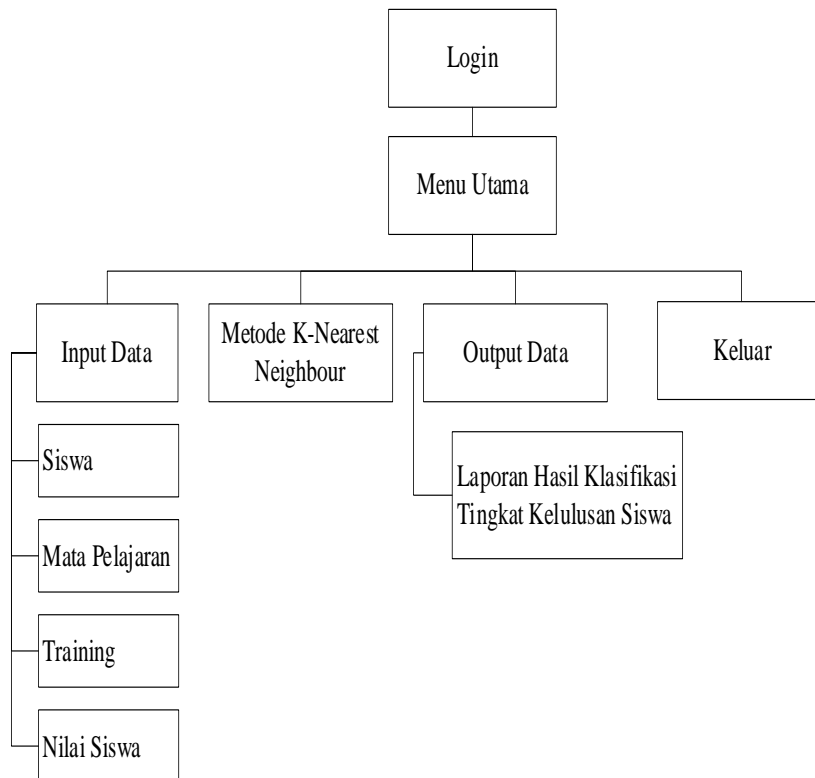 Login
Menu Utama
Input Data
Metode K-Nearest
Neighbour
Output Data
Keluar
Siswa
Mata Pelajaran
Training
Nilai Siswa
Laporan Hasil Klasifikasi
Tingkat Kelulusan Siswa